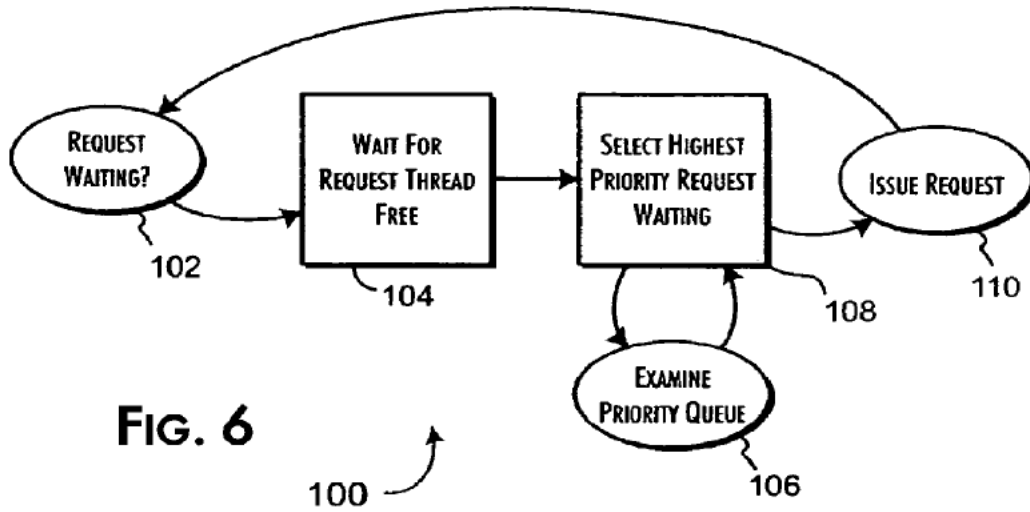 REQUEST
WAITING?
102
WAIT FOR
REQUEST THREAD
FREE
104
SELECT HIGHEST
PRIORITY REQUEST
WAITING
108
ISSUE REQUEST
110
EXAMINE
PRIORITY QUEUE
106
FIG. 6
100